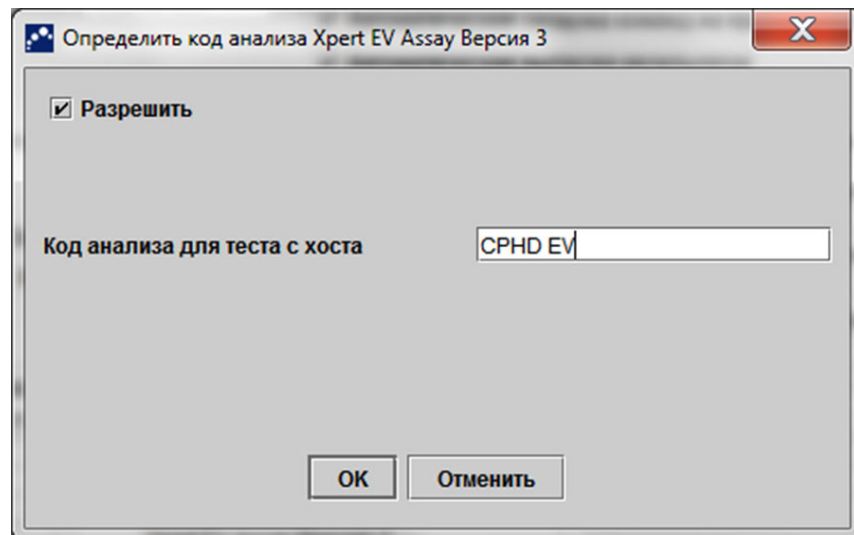 Определить код анализа Xpert EV Assay Версия 3
Разрешить
Код анализа для теста с хоста
CPHD EV
OK
Отменить